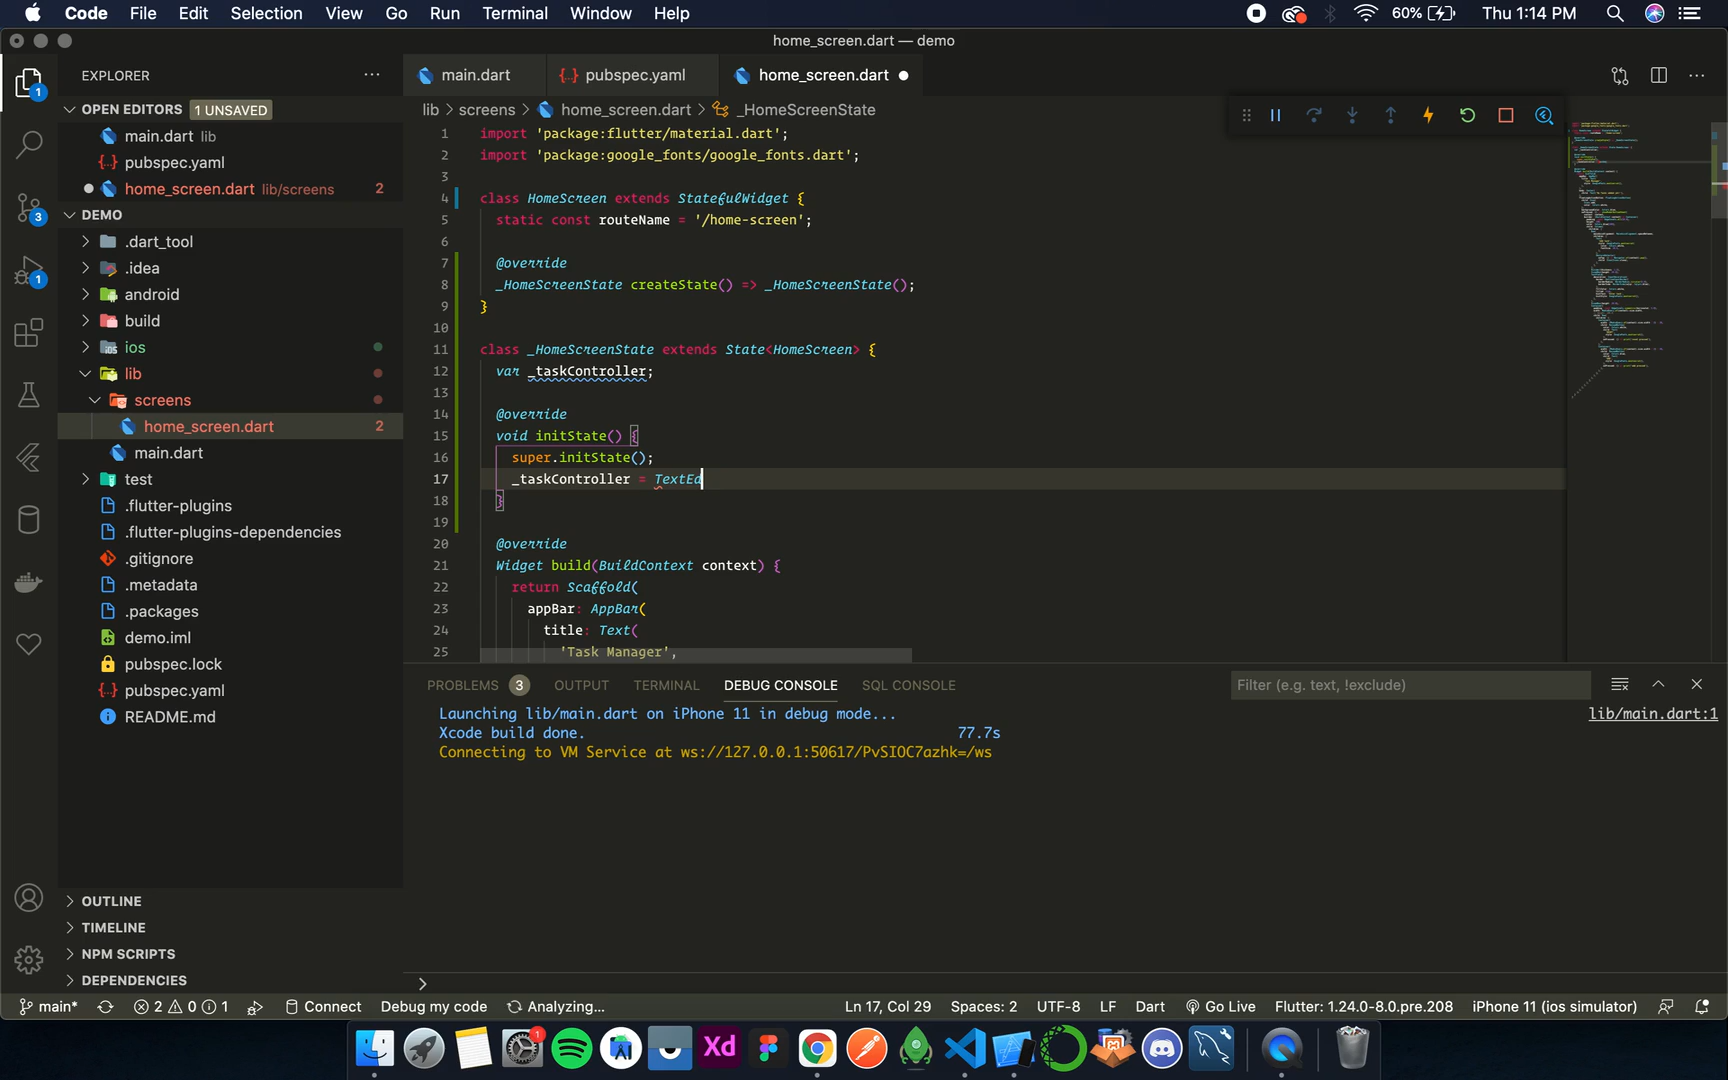 Code File Edit Selection View Go Run Terminal Window Help 60% Thu 1:14 PM
home_screen.dart — demo
EXPLORER
main.dart pubspec.yaml home_screen.dart
OPEN EDITORS 1 UNSAVED
main.dart lib
pubspec.yaml
home_screen.dart lib/screens 2
DEMO
.dart_tool
.idea
android
build
ios
lib
screens
home_screen.dart 2
main.dart
test
.flutter-plugins
.flutter-plugins-dependencies
.gitignore
.metadata
.packages
demo.iml
pubspec.lock
pubspec.yaml
README.md
OUTLINE
TIMELINE
NPM SCRIPTS
DEPENDENCIES
1
3
1
lib > screens > home_screen.dart > _HomeScreenState
1 import 'package:flutter/material.dart';
2 import 'package:google_fonts/google_fonts.dart';
3
4 class HomeScreen extends StatefulWidget {
5 static const routeName = '/home-screen';
6
7 @override
8 _HomeScreenState createState() => _HomeScreenState();
9 }
10
11 class _HomeScreenState extends State<HomeScreen> {
12 var _taskController;
13
14 @override
15 void initState() {
16 super.initState();
17 _taskController = TextEd
18 }
19
20 @override
21 Widget build(BuildContext context) {
22 return Scaffold(
23 appBar: AppBar(
24 title: Text(
25 'Task Manager',
PROBLEMS 3 OUTPUT TERMINAL DEBUG CONSOLE SQL CONSOLE Filter (e.g. text, !exclude)
Launching lib/main.dart on iPhone 11 in debug mode... lib/main.dart:1
Xcode build done. 77.7s
Connecting to VM Service at ws://127.0.0.1:50617/PvSIOC7azhk=/ws
>
main* 2 0 1 Connect Debug my code Analyzing... Ln 17, Col 29 Spaces: 2 UTF-8 LF Dart Go Live Flutter: 1.24.0-8.0.pre.208 iPhone 11 (ios simulator)
1
Xd